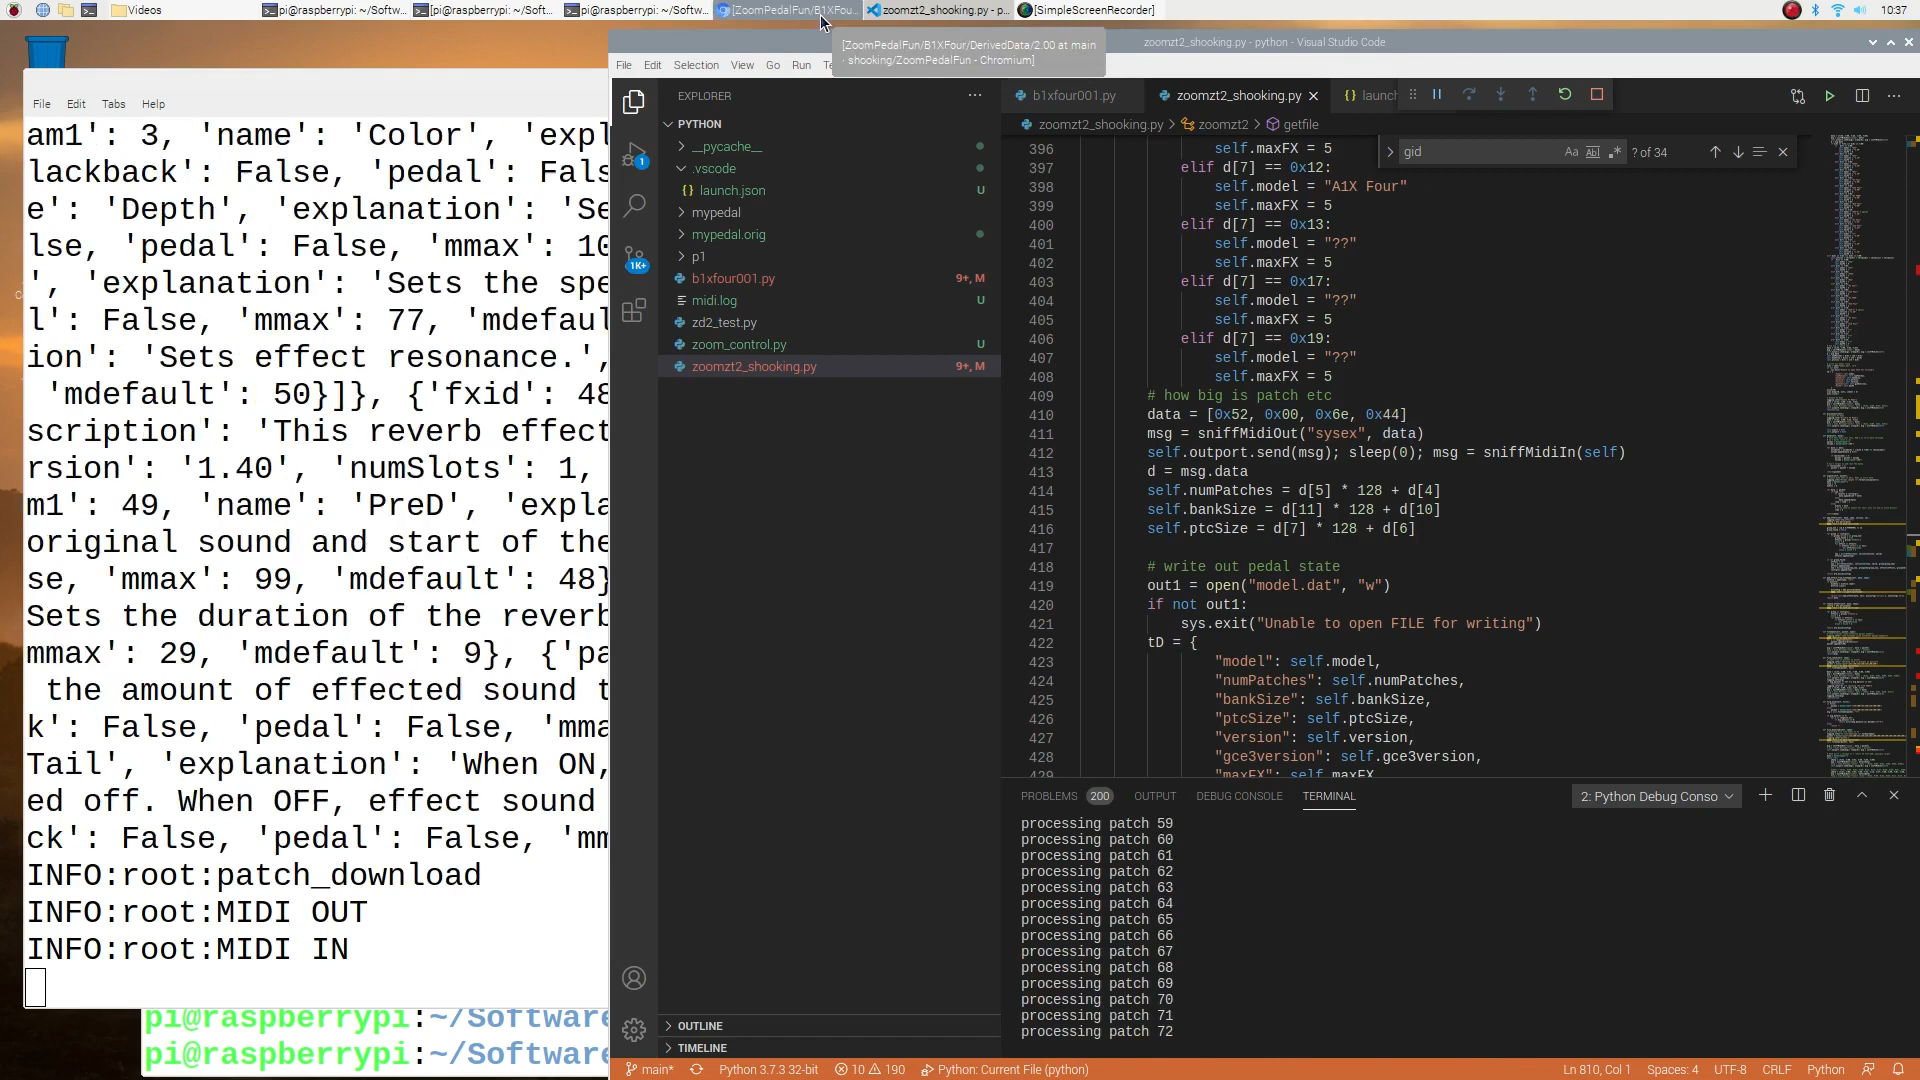 Videos
pi@raspberrypi: ~/Softw...
[pi@raspberrypi: ~/Soft...
pi@raspberrypi: ~/Softw...
[ZoomPedalFun/B1XFou...
zoomzt2_shooking.py - p...
[SimpleScreenRecorder]
10:37
[ZoomPedalFun/B1XFour/DerivedData/2.00 at main
· shooking/ZoomPedalFun - Chromium]
zoomzt2_shooking.py - python - Visual Studio Code
File Edit Selection View Go Run Te
File Edit Tabs Help
am1': 3, 'name': 'Color', 'expl
lackback': False, 'pedal': Fals
e': 'Depth', 'explanation': 'Se
lse, 'pedal': False, 'mmax': 10
', 'explanation': 'Sets the spe
l': False, 'mmax': 77, 'mdefaul
ion': 'Sets effect resonance.',
'mdefault': 50}]}, {'fxid': 48
scription': 'This reverb effect
rsion': '1.40', 'numSlots': 1,
m1': 49, 'name': 'PreD', 'expla
original sound and start of the
se, 'mmax': 99, 'mdefault': 48}
Sets the duration of the reverb
mmax': 29, 'mdefault': 9}, {'pa
the amount of effected sound t
k': False, 'pedal': False, 'mma
Tail', 'explanation': 'When ON,
ed off. When OFF, effect sound
ck': False, 'pedal': False, 'mm
INFO:root:patch_download
INFO:root:MIDI OUT
INFO:root:MIDI IN
pi@raspberrypi:~/Software
pi@raspberrypi:~/Software
EXPLORER
PYTHON
__pycache__
.vscode
launch.json U
mypedal
mypedal.orig
p1
b1xfour001.py 9+, M
midi.log U
zd2_test.py
zoom_control.py U
zoomzt2_shooking.py 9+, M
1
1K+
OUTLINE
TIMELINE
b1xfour001.py
zoomzt2_shooking.py
launch
zoomzt2_shooking.py > zoomzt2 > getfile
gid
Aa
? of 34
396 self.maxFX = 5
397 elif d[7] == 0x12:
398 self.model = "A1X Four"
399 self.maxFX = 5
400 elif d[7] == 0x13:
401 self.model = "??"
402 self.maxFX = 5
403 elif d[7] == 0x17:
404 self.model = "??"
405 self.maxFX = 5
406 elif d[7] == 0x19:
407 self.model = "??"
408 self.maxFX = 5
409 # how big is patch etc
410 data = [0x52, 0x00, 0x6e, 0x44]
411 msg = sniffMidiOut("sysex", data)
412 self.outport.send(msg); sleep(0); msg = sniffMidiIn(self)
413 d = msg.data
414 self.numPatches = d[5] * 128 + d[4]
415 self.bankSize = d[11] * 128 + d[10]
416 self.ptcSize = d[7] * 128 + d[6]
417
418 # write out pedal state
419 out1 = open("model.dat", "w")
420 if not out1:
421 sys.exit("Unable to open FILE for writing")
422 tD = {
423 "model": self.model,
424 "numPatches": self.numPatches,
425 "bankSize": self.bankSize,
426 "ptcSize": self.ptcSize,
427 "version": self.version,
428 "gce3version": self.gce3version,
429 "maxFX": self.maxFX
PROBLEMS 200 OUTPUT DEBUG CONSOLE TERMINAL
2: Python Debug Conso
processing patch 59
processing patch 60
processing patch 61
processing patch 62
processing patch 63
processing patch 64
processing patch 65
processing patch 66
processing patch 67
processing patch 68
processing patch 69
processing patch 70
processing patch 71
processing patch 72
main*
Python 3.7.3 32-bit
10 190
Python: Current File (python)
Ln 810, Col 1
Spaces: 4
UTF-8
CRLF
Python